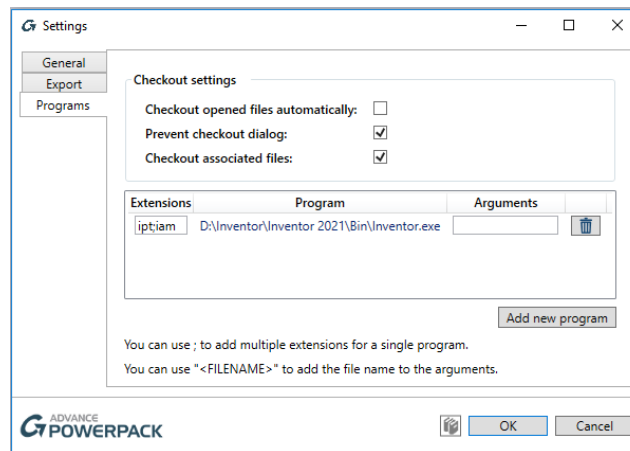 Settings
General
Export
Programs
Checkout settings
Checkout opened files automatically:
Prevent checkout dialog:
Checkout associated files:
Extensions Program Arguments
ipt;iam D:\Inventor\Inventor 2021\Bin\Inventor.exe
Add new program
You can use ; to add multiple extensions for a single program.
You can use "<FILENAME>" to add the file name to the arguments.
ADVANCE
POWERPACK
OK Cancel